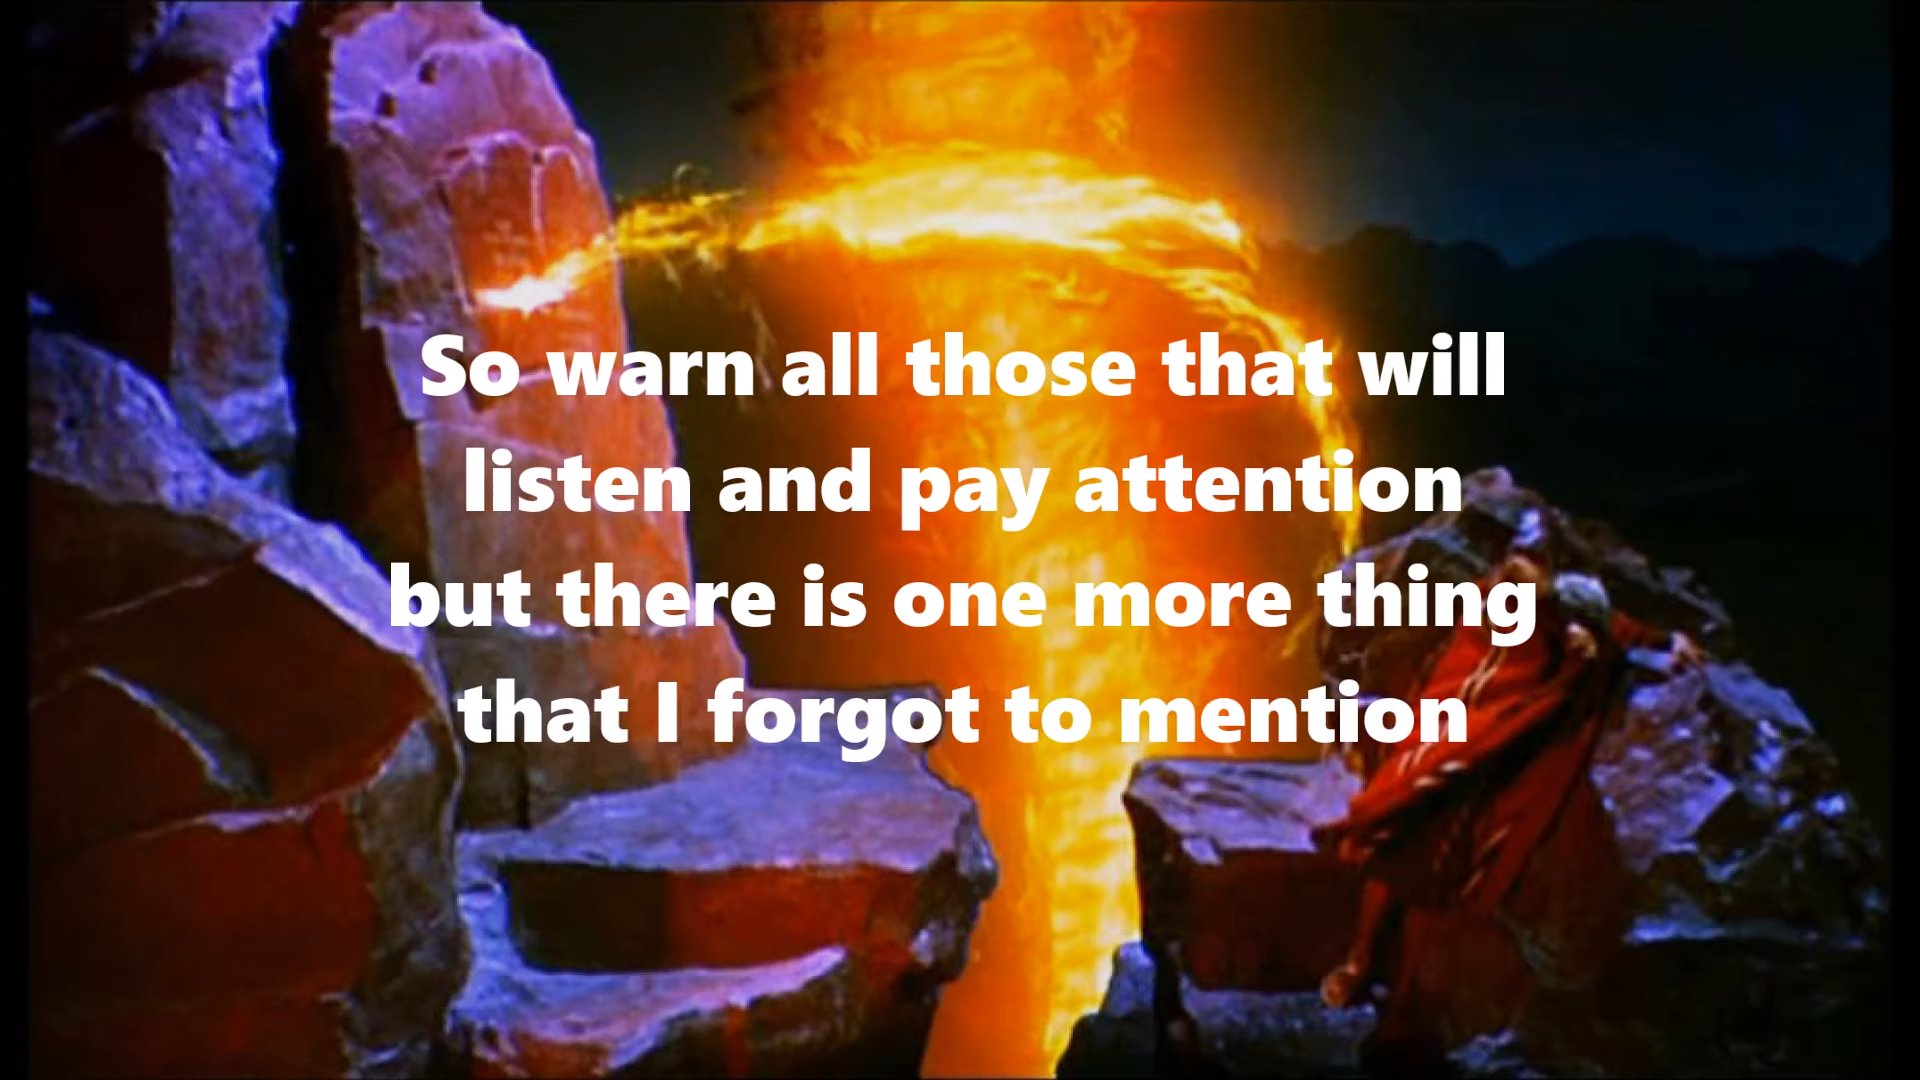 So warn all those that will
listen and pay attention
but there is one more thing
that I forgot to mention